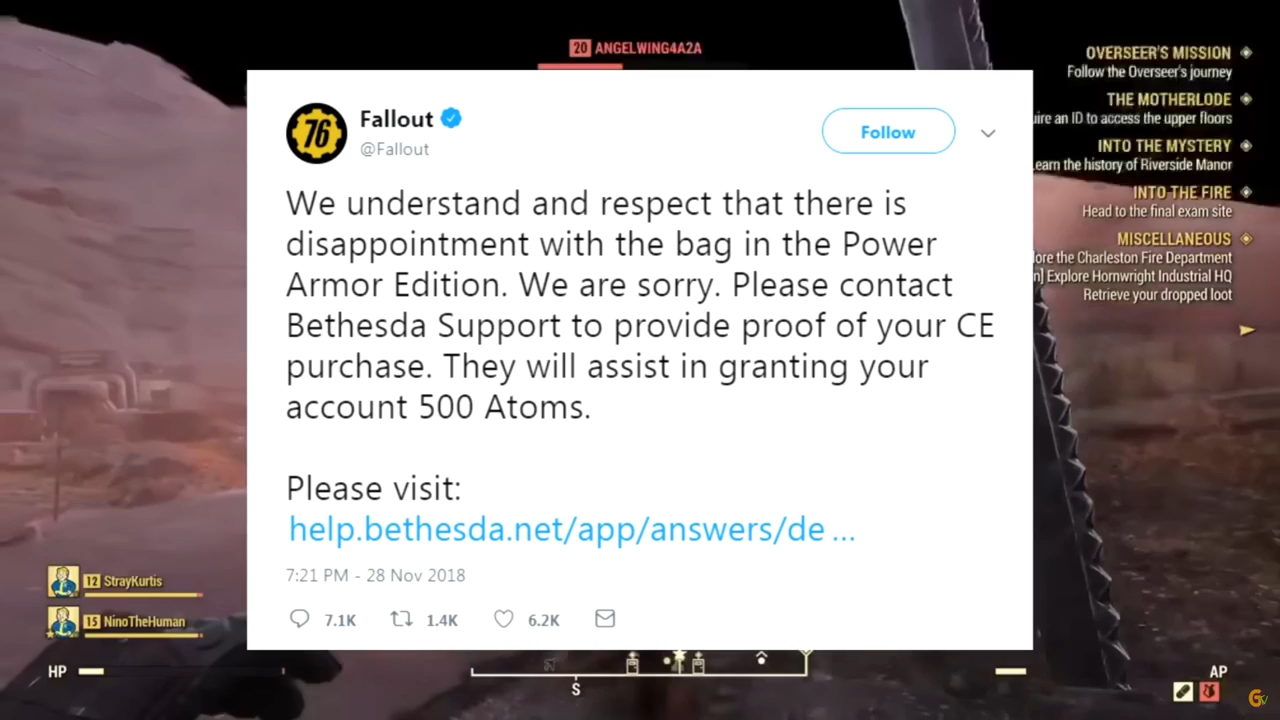 20 ANGELWING4A2A
OVERSEER'S MISSION
Follow the Overseer's journey
THE MOTHERLODE
an ID to access the upper floors
INTO THE MYSTERY
the history of Riverside Manor
INTO THE FIRE
Head to the final exam site
MISCELLANEOUS
the Charleston Fire Department
Explore Hornwright Industrial HQ
Retrieve your dropped loot
76
Fallout
@Fallout
Follow
We understand and respect that there is
disappointment with the bag in the Power
Armor Edition. We are sorry. Please contact
Bethesda Support to provide proof of your CE
purchase. They will assist in granting your
account 500 Atoms.
Please visit:
help.bethesda.net/app/answers/de ...
7:21 PM - 28 Nov 2018
7.1K 1.4K 6.2K
12 StrayKurtis
15 NinoTheHuman
HP
S
AP